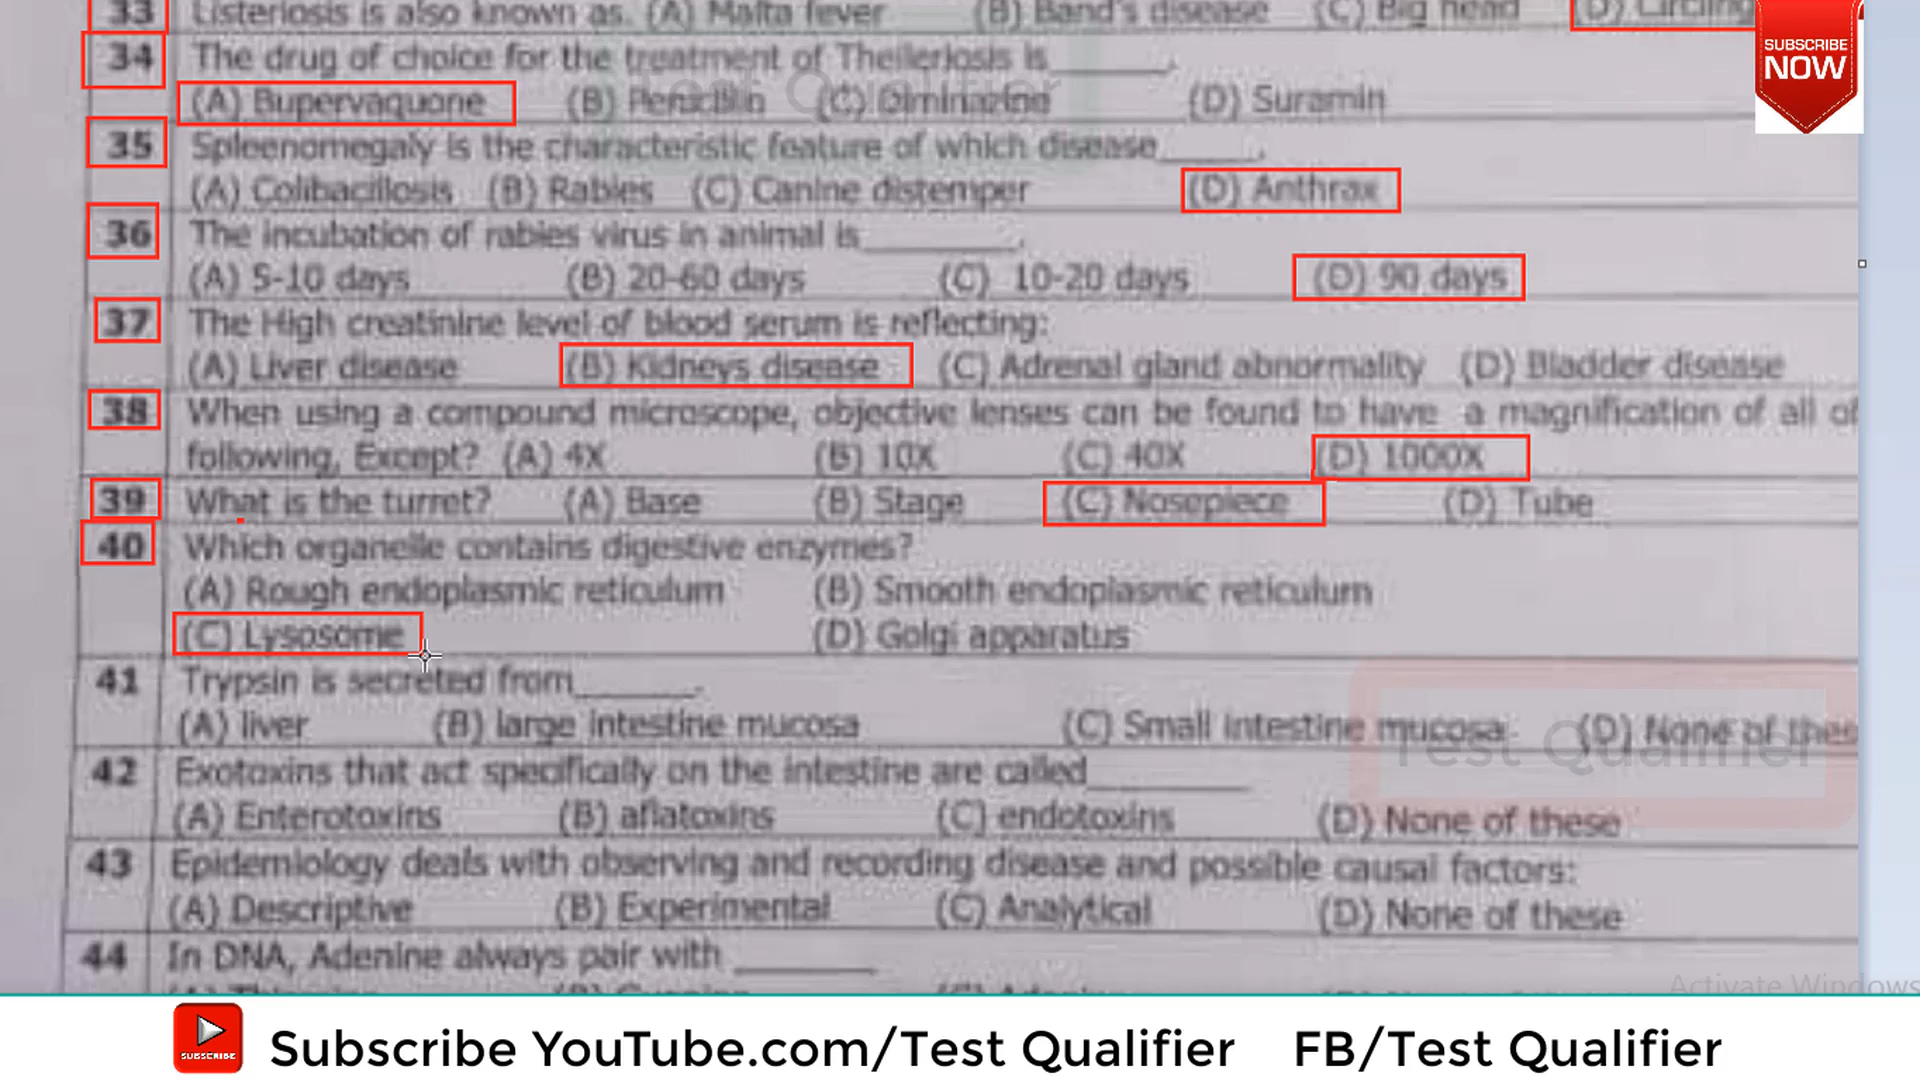 33 Listeriosis is also known as. (A) Malta fever (B) Band's disease (C) Big head (D) Circling
SUBSCRIBE
NOW
34 The drug of choice for the treatment of Theileriosis is______.
(A) Bupervaquone (B) Penicillin (C) Diminazine (D) Suramin
Test Qualifier
35 Spleenomegaly is the characteristic feature of which disease______.
(A) Colibacillosis (B) Rabies (C) Canine distemper (D) Anthrax
36 The incubation of rabies virus in animal is________.
(A) 5-10 days (B) 20-60 days (C) 10-20 days (D) 90 days
37 The High creatinine level of blood serum is reflecting:
(A) Liver disease (B) Kidneys disease (C) Adrenal gland abnormality (D) Bladder disease
38 When using a compound microscope, objective lenses can be found to have a magnification of all of
following, Except? (A) 4X (B) 10X (C) 40X (D) 1000X
39 What is the turret? (A) Base (B) Stage (C) Nosepiece (D) Tube
40 Which organelle contains digestive enzymes?
(A) Rough endoplasmic reticulum (B) Smooth endoplasmic reticulum
(C) Lysosome (D) Golgi apparatus
41 Trypsin is secreted from______.
(A) liver (B) large intestine mucosa (C) Small intestine mucosa (D) None of thes
Test Qualifier
42 Exotoxins that act specifically on the intestine are called________
(A) Enterotoxins (B) aflatoxins (C) endotoxins (D) None of these
43 Epidemiology deals with observing and recording disease and possible causal factors:
(A) Descriptive (B) Experimental (C) Analytical (D) None of these
44 In DNA, Adenine always pair with _______
Activate Windows
SUBSCRIBE
Subscribe YouTube.com/Test Qualifier FB/Test Qualifier